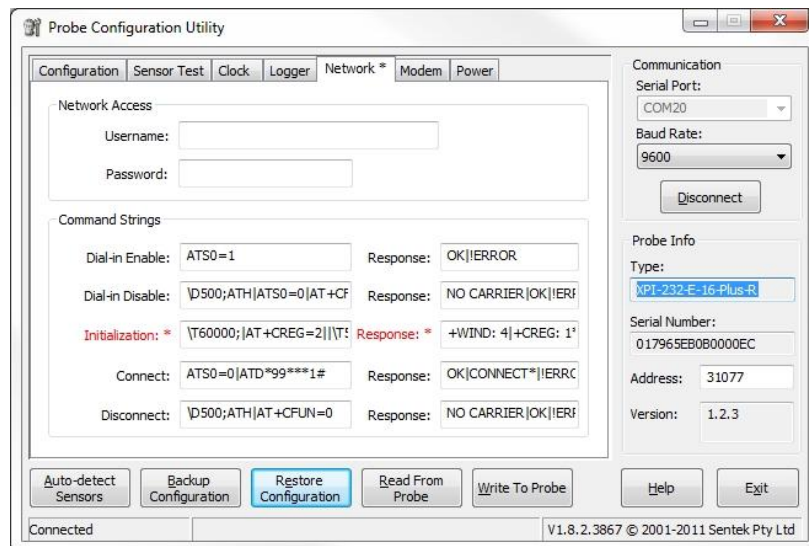 Probe Configuration Utility
Configuration Sensor Test Clock Logger Network * Modem Power
Network Access
Username:
Password:
Command Strings
Dial-in Enable: ATS0=1 Response: OK|!ERROR
Dial-in Disable: \D500;ATH|ATS0=0|AT+CF Response: NO CARRIER|OK|!ERF
Initialization: * \T60000;|AT+CREG=2||\T5 Response: * +WIND: 4|+CREG: 1*
Connect: ATS0=0|ATD*99***1# Response: OK|CONNECT*|!ERRO
Disconnect: \D500;ATH|AT+CFUN=0 Response: NO CARRIER|OK|!ERF
Communication
Serial Port:
COM20
Baud Rate:
9600
Disconnect
Probe Info
Type:
XPI-232-E-16-Plus-R
Serial Number:
017965EB0B0000EC
Address: 31077
Version: 1.2.3
Auto-detect Sensors
Backup Configuration
Restore Configuration
Read From Probe
Write To Probe
Help
Exit
Connected
V1.8.2.3867 © 2001-2011 Sentek Pty Ltd